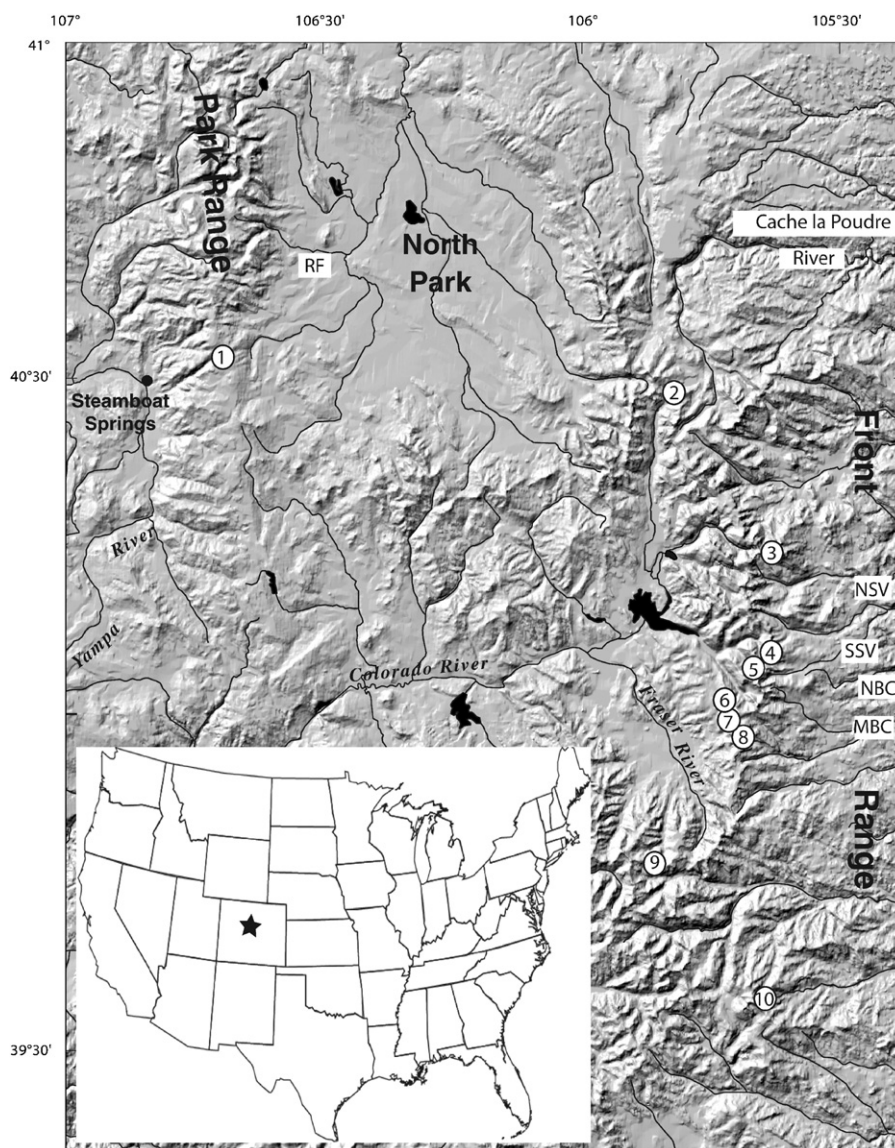 107°
106°.5'
106°
105°30'
41°
Park Range
Cache la Poudre
North
Park
River
RF
1
40°30'
2
Steamboat
Springs
Front
3
River
NSV
4
SSV
5
Colorado River
Yampa
NBC
6
Fraser River
7
MBC
8
Range
9
10
39°30'